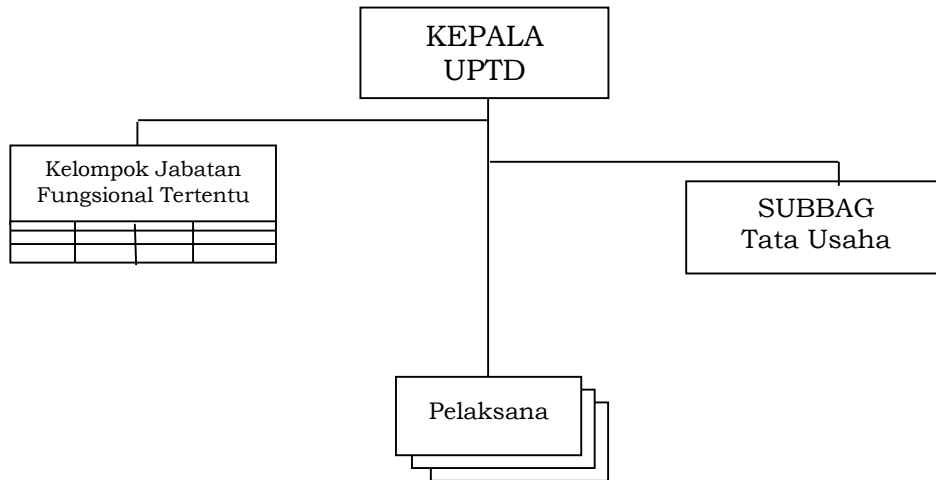 KEPALA
UPTD
Kelompok Jabatan
Fungsional Tertentu
SUBBAG
Tata Usaha
Pelaksana